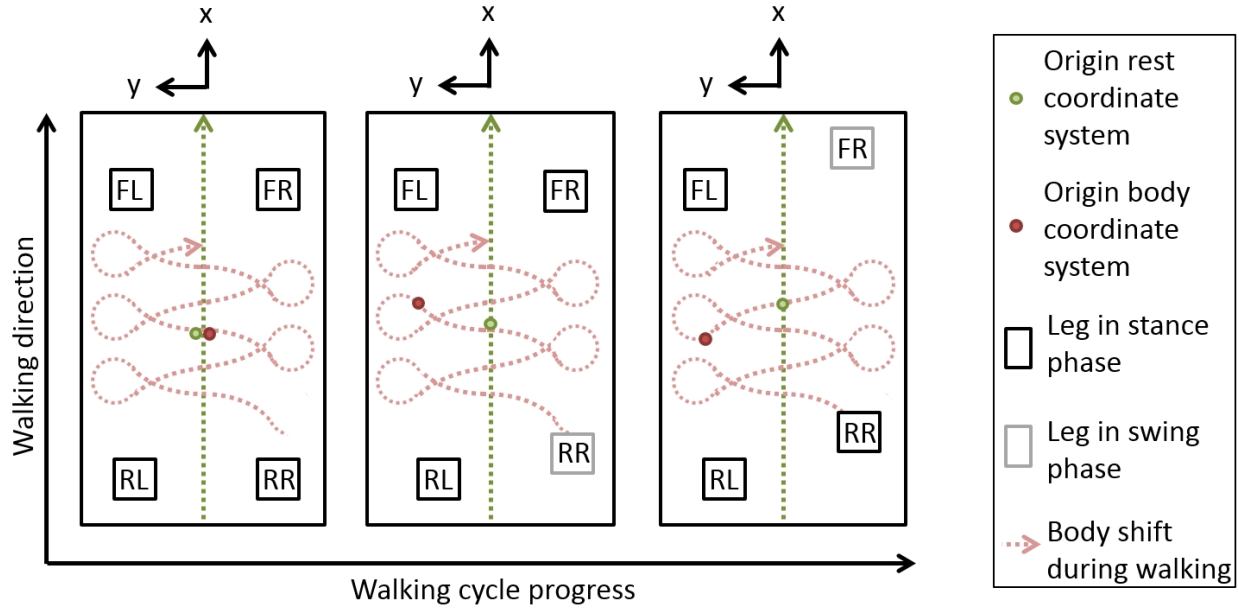 x
y
FL
FR
RL
RR
x
y
FL
FR
RL
RR
x
y
FL
FR
RL
RR
Walking direction
Walking cycle progress
Origin rest
coordinate
system
Origin body
coordinate
system
Leg in stance
phase
Leg in swing
phase
Body shift
during walking